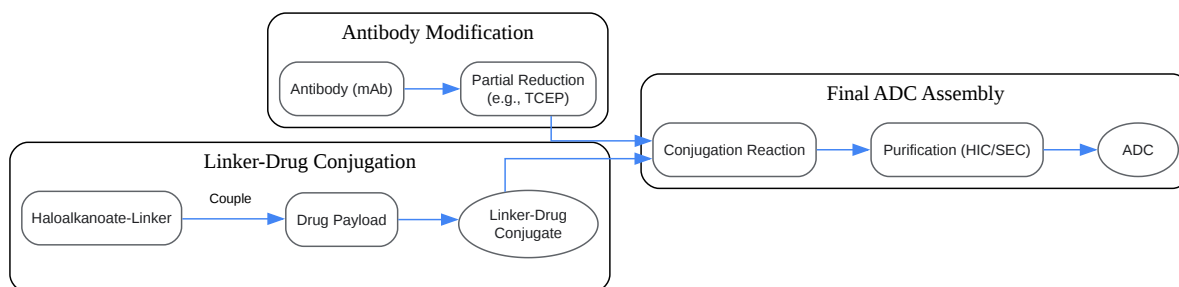 Antibody Modification
Antibody (mAb)
Partial Reduction
(e.g., TCEP)
Final ADC Assembly
Conjugation Reaction
Purification (HIC/SEC)
ADC
Linker-Drug Conjugation
Haloalkanoate-Linker
Couple
Drug Payload
Linker-Drug
Conjugate